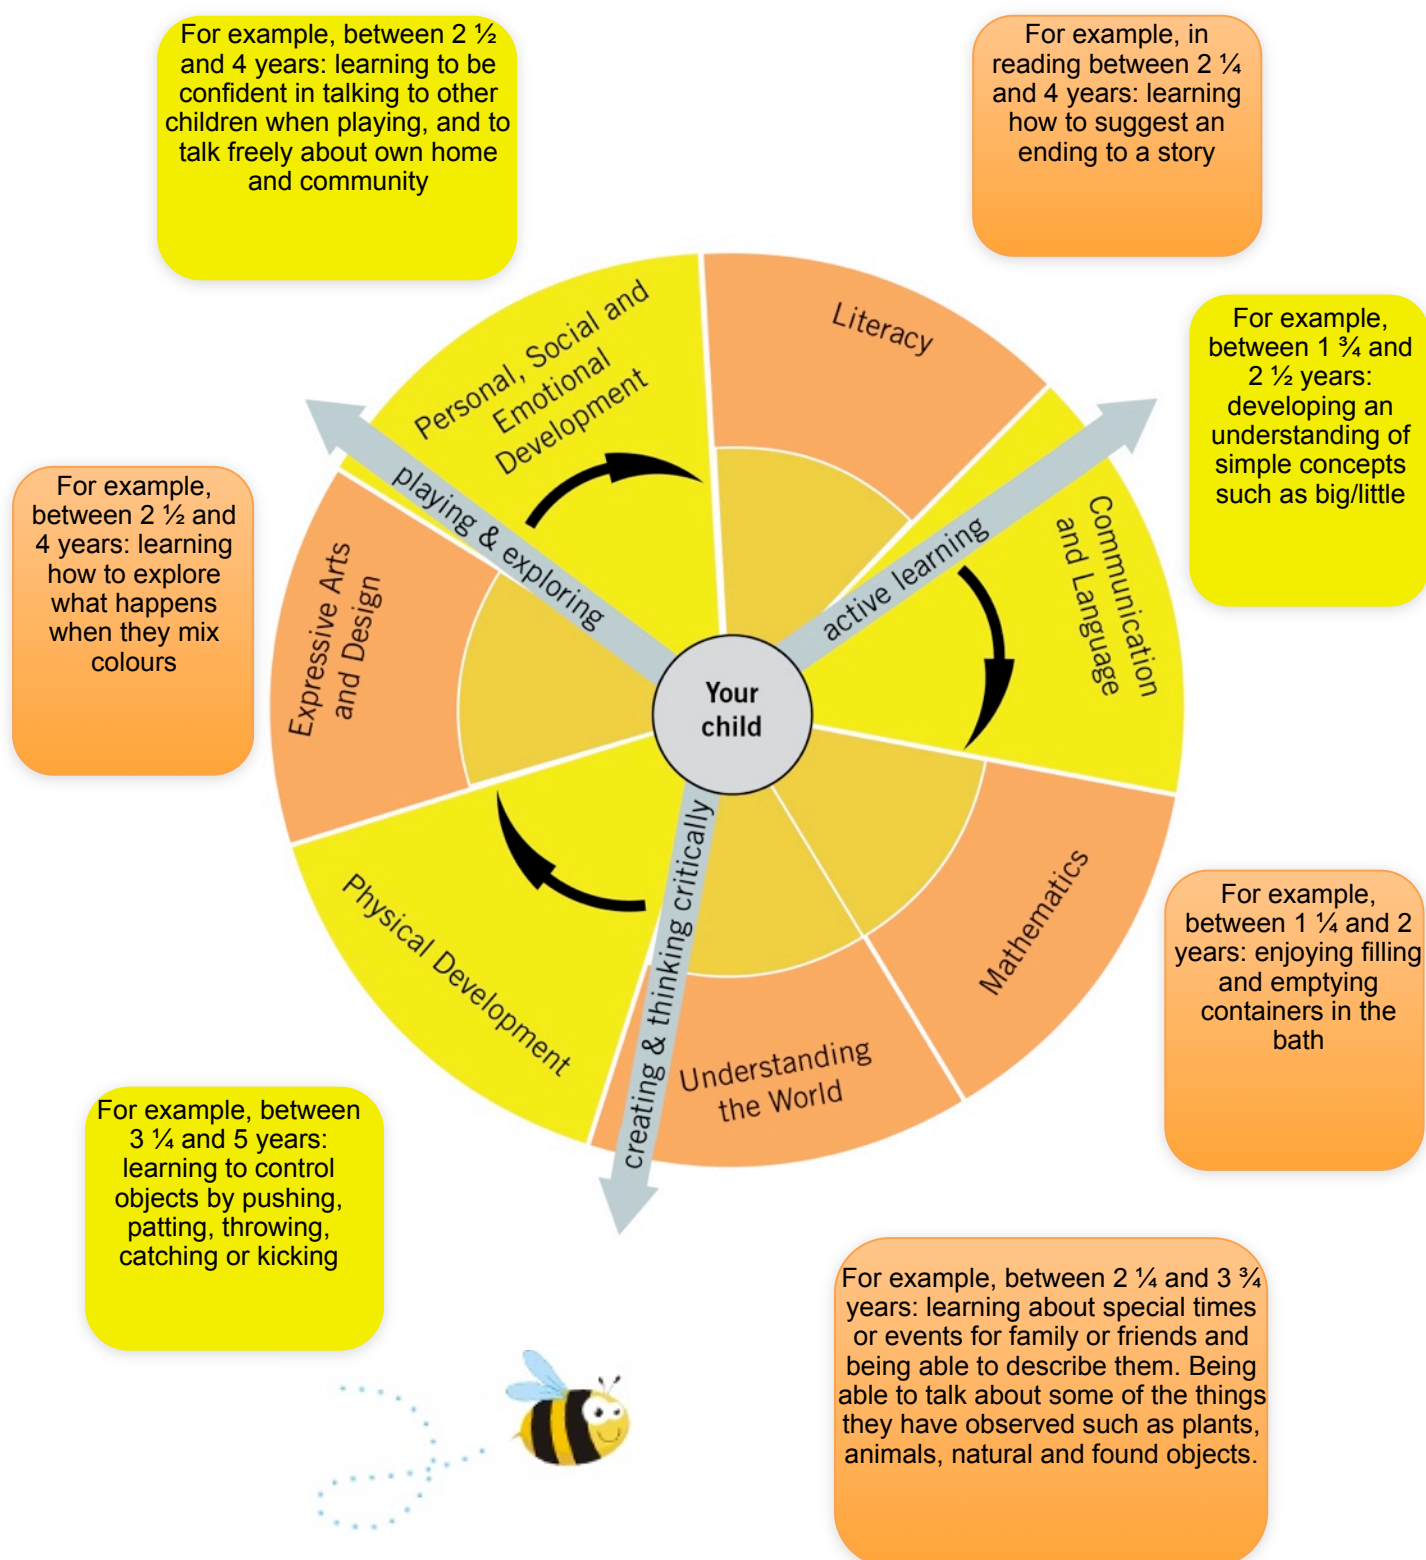 For example, between 2 ½
and 4 years: learning to be
confident in talking to other
children when playing, and to
talk freely about own home
and community
For example, in
reading between 2 ¼
and 4 years: learning
how to suggest an
ending to a story
For example,
between 1 ¾ and
2 ½ years:
developing an
understanding of
simple concepts
such as big/little
For example,
between 2 ½ and
4 years: learning
how to explore
what happens
when they mix
colours
Personal, Social and
Emotional
Development
Literacy
Communication
and Language
playing & exploring
active learning
Expressive Arts
and Design
Your
child
Physical Development
creating & thinking critically
Understanding
the World
Mathematics
For example,
between 1 ¼ and 2
years: enjoying filling
and emptying
containers in the
bath
For example, between
3 ¼ and 5 years:
learning to control
objects by pushing,
patting, throwing,
catching or kicking
For example, between 2 ¼ and 3 ¾
years: learning about special times
or events for family or friends and
being able to describe them. Being
able to talk about some of the things
they have observed such as plants,
animals, natural and found objects.